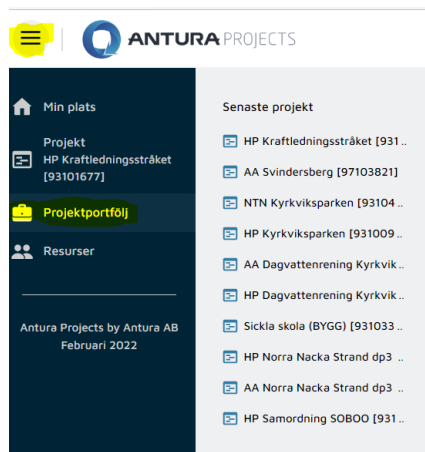 ANTURA PROJECTS
Min plats
Projekt
HP Kraftledningsstråket
[93101677]
Projektportfölj
Resurser
Antura Projects by Antura AB
Februari 2022
Senaste projekt
HP Kraftledningsstråket [931..
AA Svindersberg [97103821]
NTN Kyrkviksparken [93104..
HP Kyrkviksparken [931009..
AA Dagvattenrening Kyrkvik..
HP Dagvattenrening Kyrkvik..
Sickla skola (BYGG) [931033..
HP Norra Nacka Strand dp3 ..
AA Norra Nacka Strand dp3 ..
HP Samordning SOBOO [931..